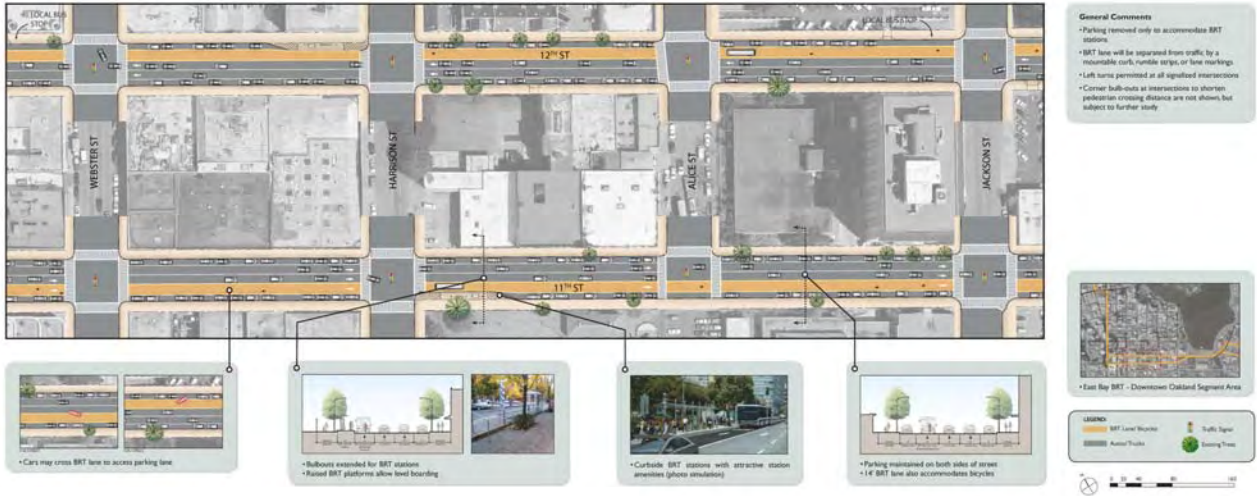 LOCAL BUS
STOP
LOCAL BUS STOP
12TH ST
WEBSTER ST
HARRISON ST
ALICE ST
JACKSON ST
11TH ST
General Comments
• Parking removed only to accommodate BRT
stations
• BRT lane will be separated from traffic by a
mountable curb, rumble strips, or lane markings
• Left turns permitted at all signalized intersections
• Corner bulb-outs at intersections to shorten
pedestrian crossing distance are not shown, but
subject to further study
• Cars may cross BRT lane to access parking lane
• Bulbouts extended for BRT stations
• Raised BRT platforms allow level boarding
• Curbside BRT stations with attractive station
amenities (photo simulation)
• Parking maintained on both sides of street
• 14' BRT lane also accommodates bicycles
• East Bay BRT – Downtown Oakland Segment Area
LEGEND:
BRT Lane/ Bicycles
Autos/ Trucks
Traffic Signal
Existing Trees
0 20 40 80 160